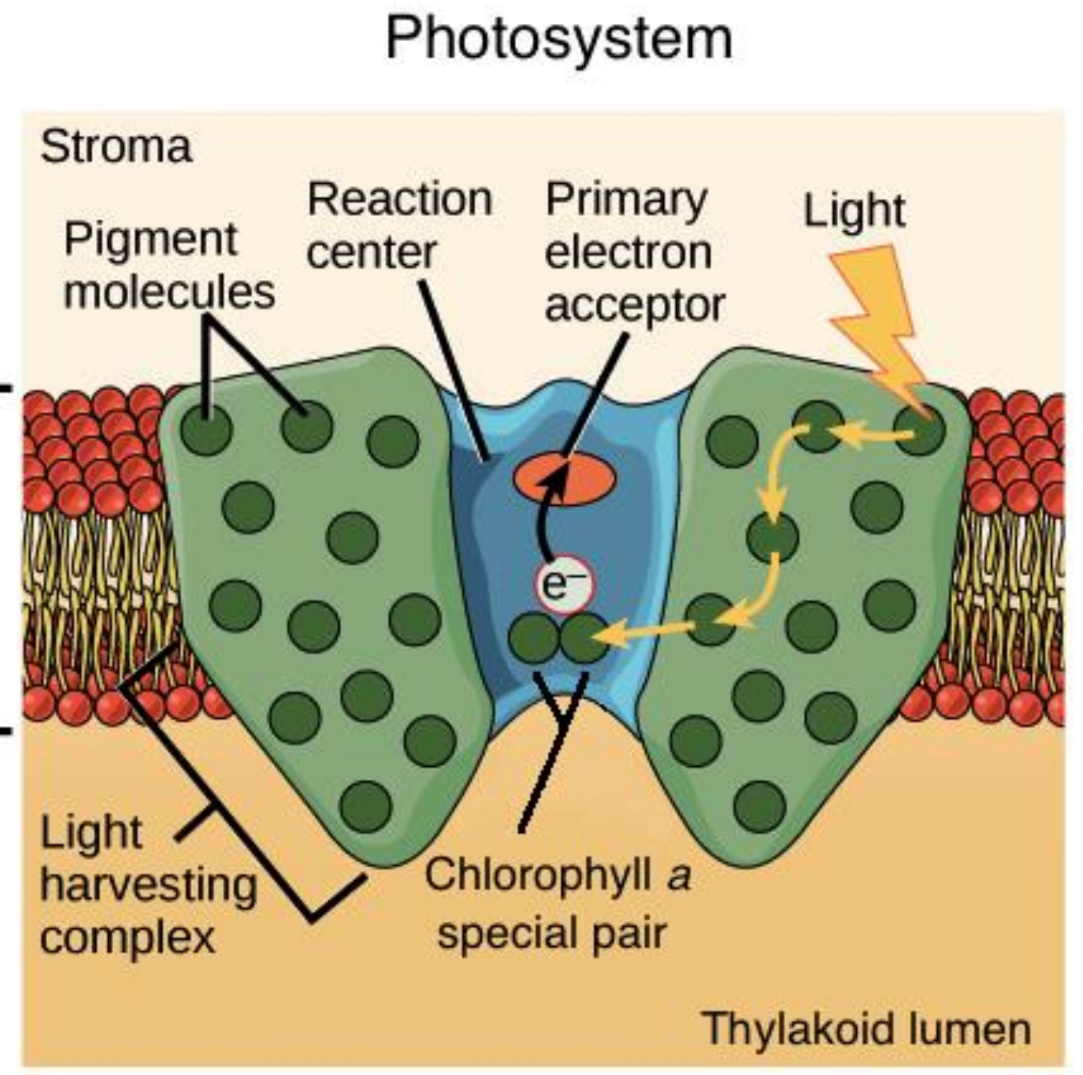 Photosystem
Stroma
Pigment
molecules
Reaction
center
Primary
electron
acceptor
Light
e–
Light
harvesting
complex
Chlorophyll a
special pair
Thylakoid lumen